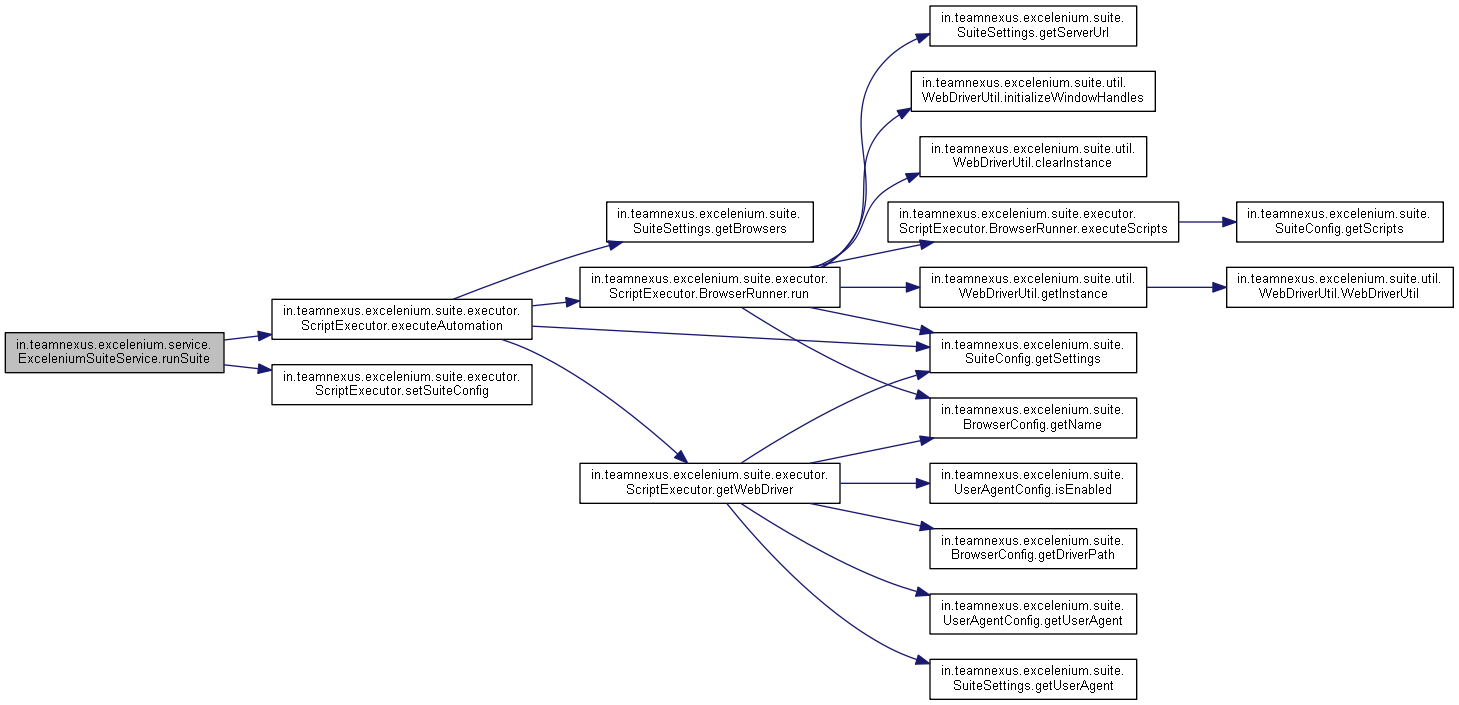 in.teamnexus.excelenium.service.
ExceleniumSuiteService.runSuite
in.teamnexus.excelenium.suite.executor.
ScriptExecutor.executeAutomation
in.teamnexus.excelenium.suite.executor.
ScriptExecutor.setSuiteConfig
in.teamnexus.excelenium.suite.
SuiteSettings.getBrowsers
in.teamnexus.excelenium.suite.executor.
ScriptExecutor.BrowserRunner.run
in.teamnexus.excelenium.suite.executor.
ScriptExecutor.getWebDriver
in.teamnexus.excelenium.suite.
SuiteSettings.getServerUrl
in.teamnexus.excelenium.suite.util.
WebDriverUtil.initializeWindowHandles
in.teamnexus.excelenium.suite.util.
WebDriverUtil.clearInstance
in.teamnexus.excelenium.suite.executor.
ScriptExecutor.BrowserRunner.executeScripts
in.teamnexus.excelenium.suite.util.
WebDriverUtil.getInstance
in.teamnexus.excelenium.suite.
SuiteConfig.getSettings
in.teamnexus.excelenium.suite.
BrowserConfig.getName
in.teamnexus.excelenium.suite.
UserAgentConfig.isEnabled
in.teamnexus.excelenium.suite.
BrowserConfig.getDriverPath
in.teamnexus.excelenium.suite.
UserAgentConfig.getUserAgent
in.teamnexus.excelenium.suite.
SuiteSettings.getUserAgent
in.teamnexus.excelenium.suite.
SuiteConfig.getScripts
in.teamnexus.excelenium.suite.util.
WebDriverUtil.WebDriverUtil